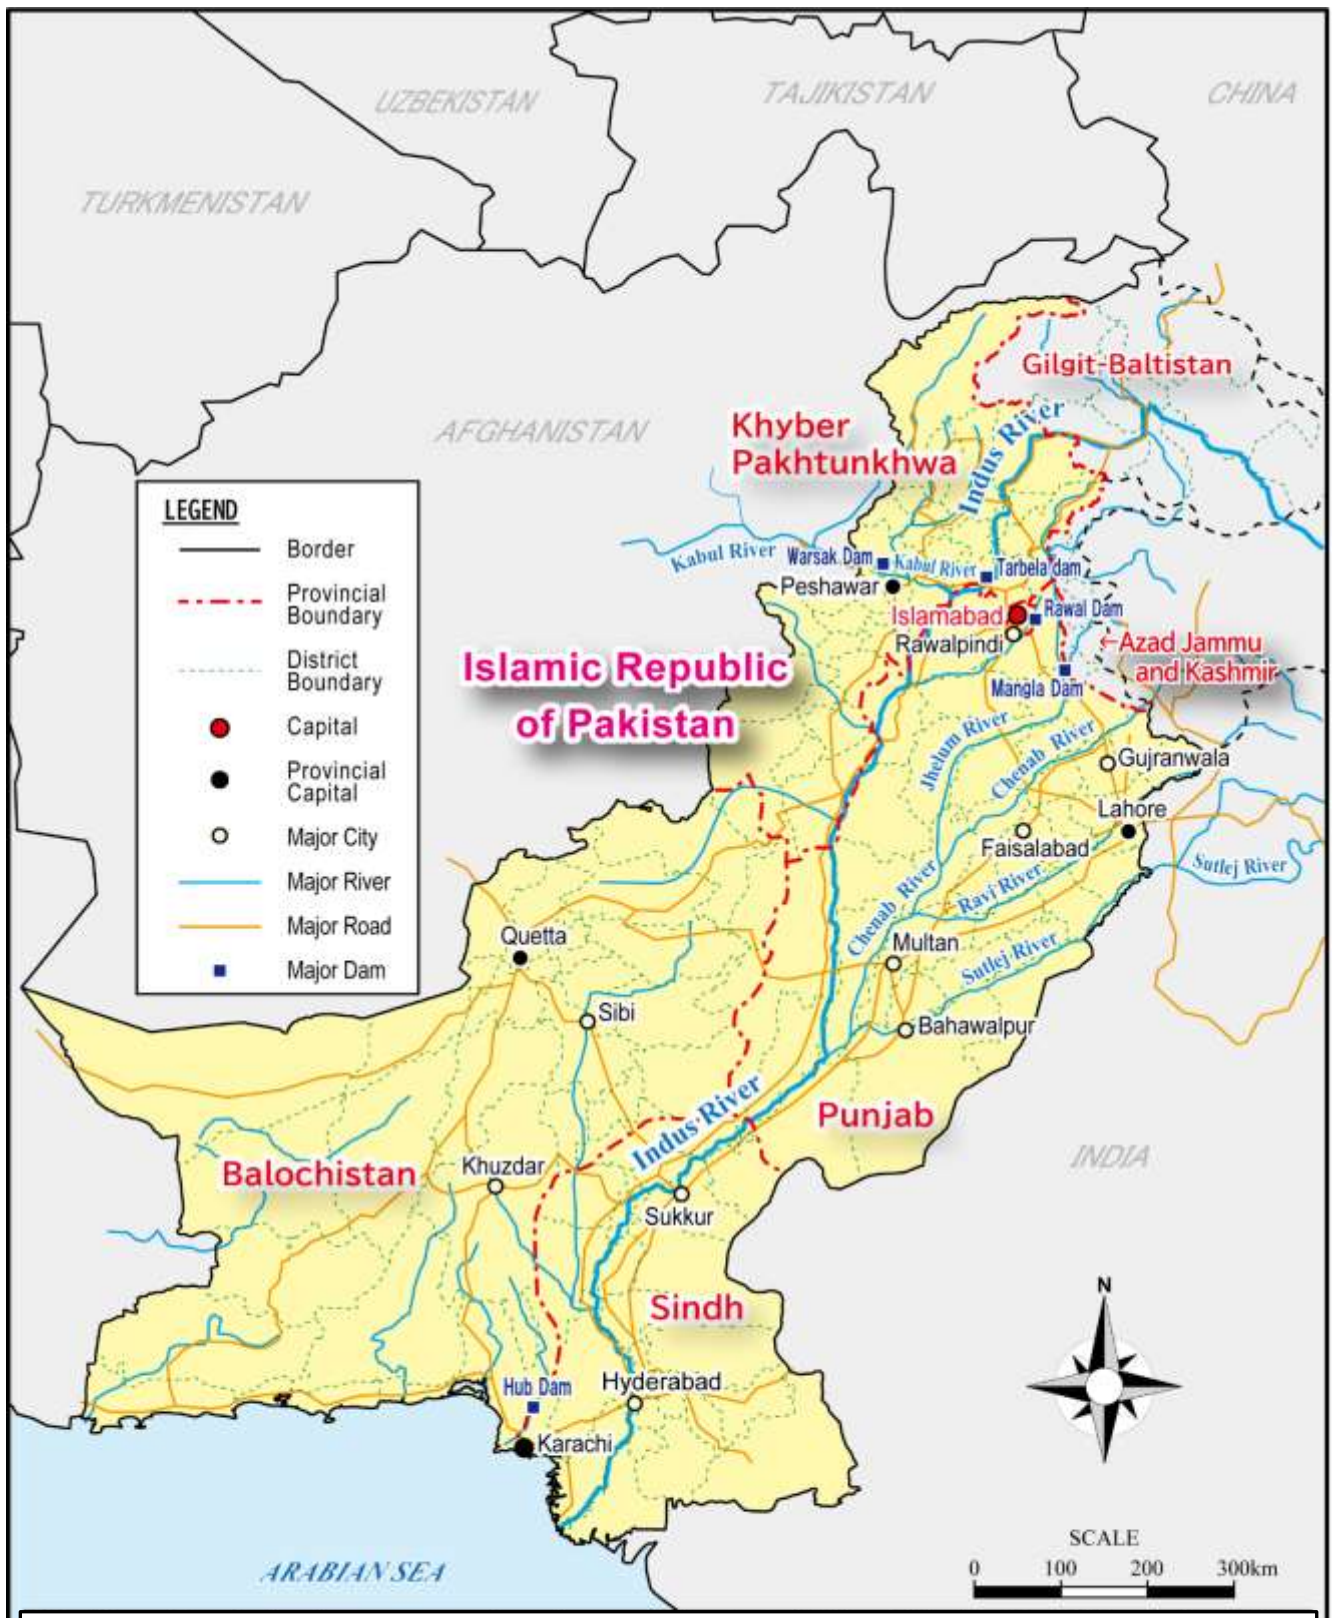 UZBEKISTAN
TAJIKISTAN
CHINA
TURKMENISTAN
Gilgit-Baltistan
AFGHANISTAN
Khyber
Pakhtunkhwa
Indus River
LEGEND
Border
Provincial
Boundary
District
Boundary
Capital
Provincial
Capital
Major City
Major River
Major Road
Major Dam
Kabul River
Warsak Dam
Kabul River
Tarbela dam
Peshawar
Islamabad
Rawal Dam
Rawalpindi
←Azad Jammu
and Kashmir
Islamic Republic
of Pakistan
Mangla Dam
Jhelum River
Chenab River
Gujranwala
Lahore
Faisalabad
Sutlej River
Ravi River
Chenab River
Quetta
Multan
Sutlej River
Sibi
Bahawalpur
Indus River
Punjab
INDIA
Balochistan
Khuzdar
Sukkur
Sindh
N
Hub Dam
Hyderabad
Karachi
ARABIAN SEA
SCALE
0 100 200 300km